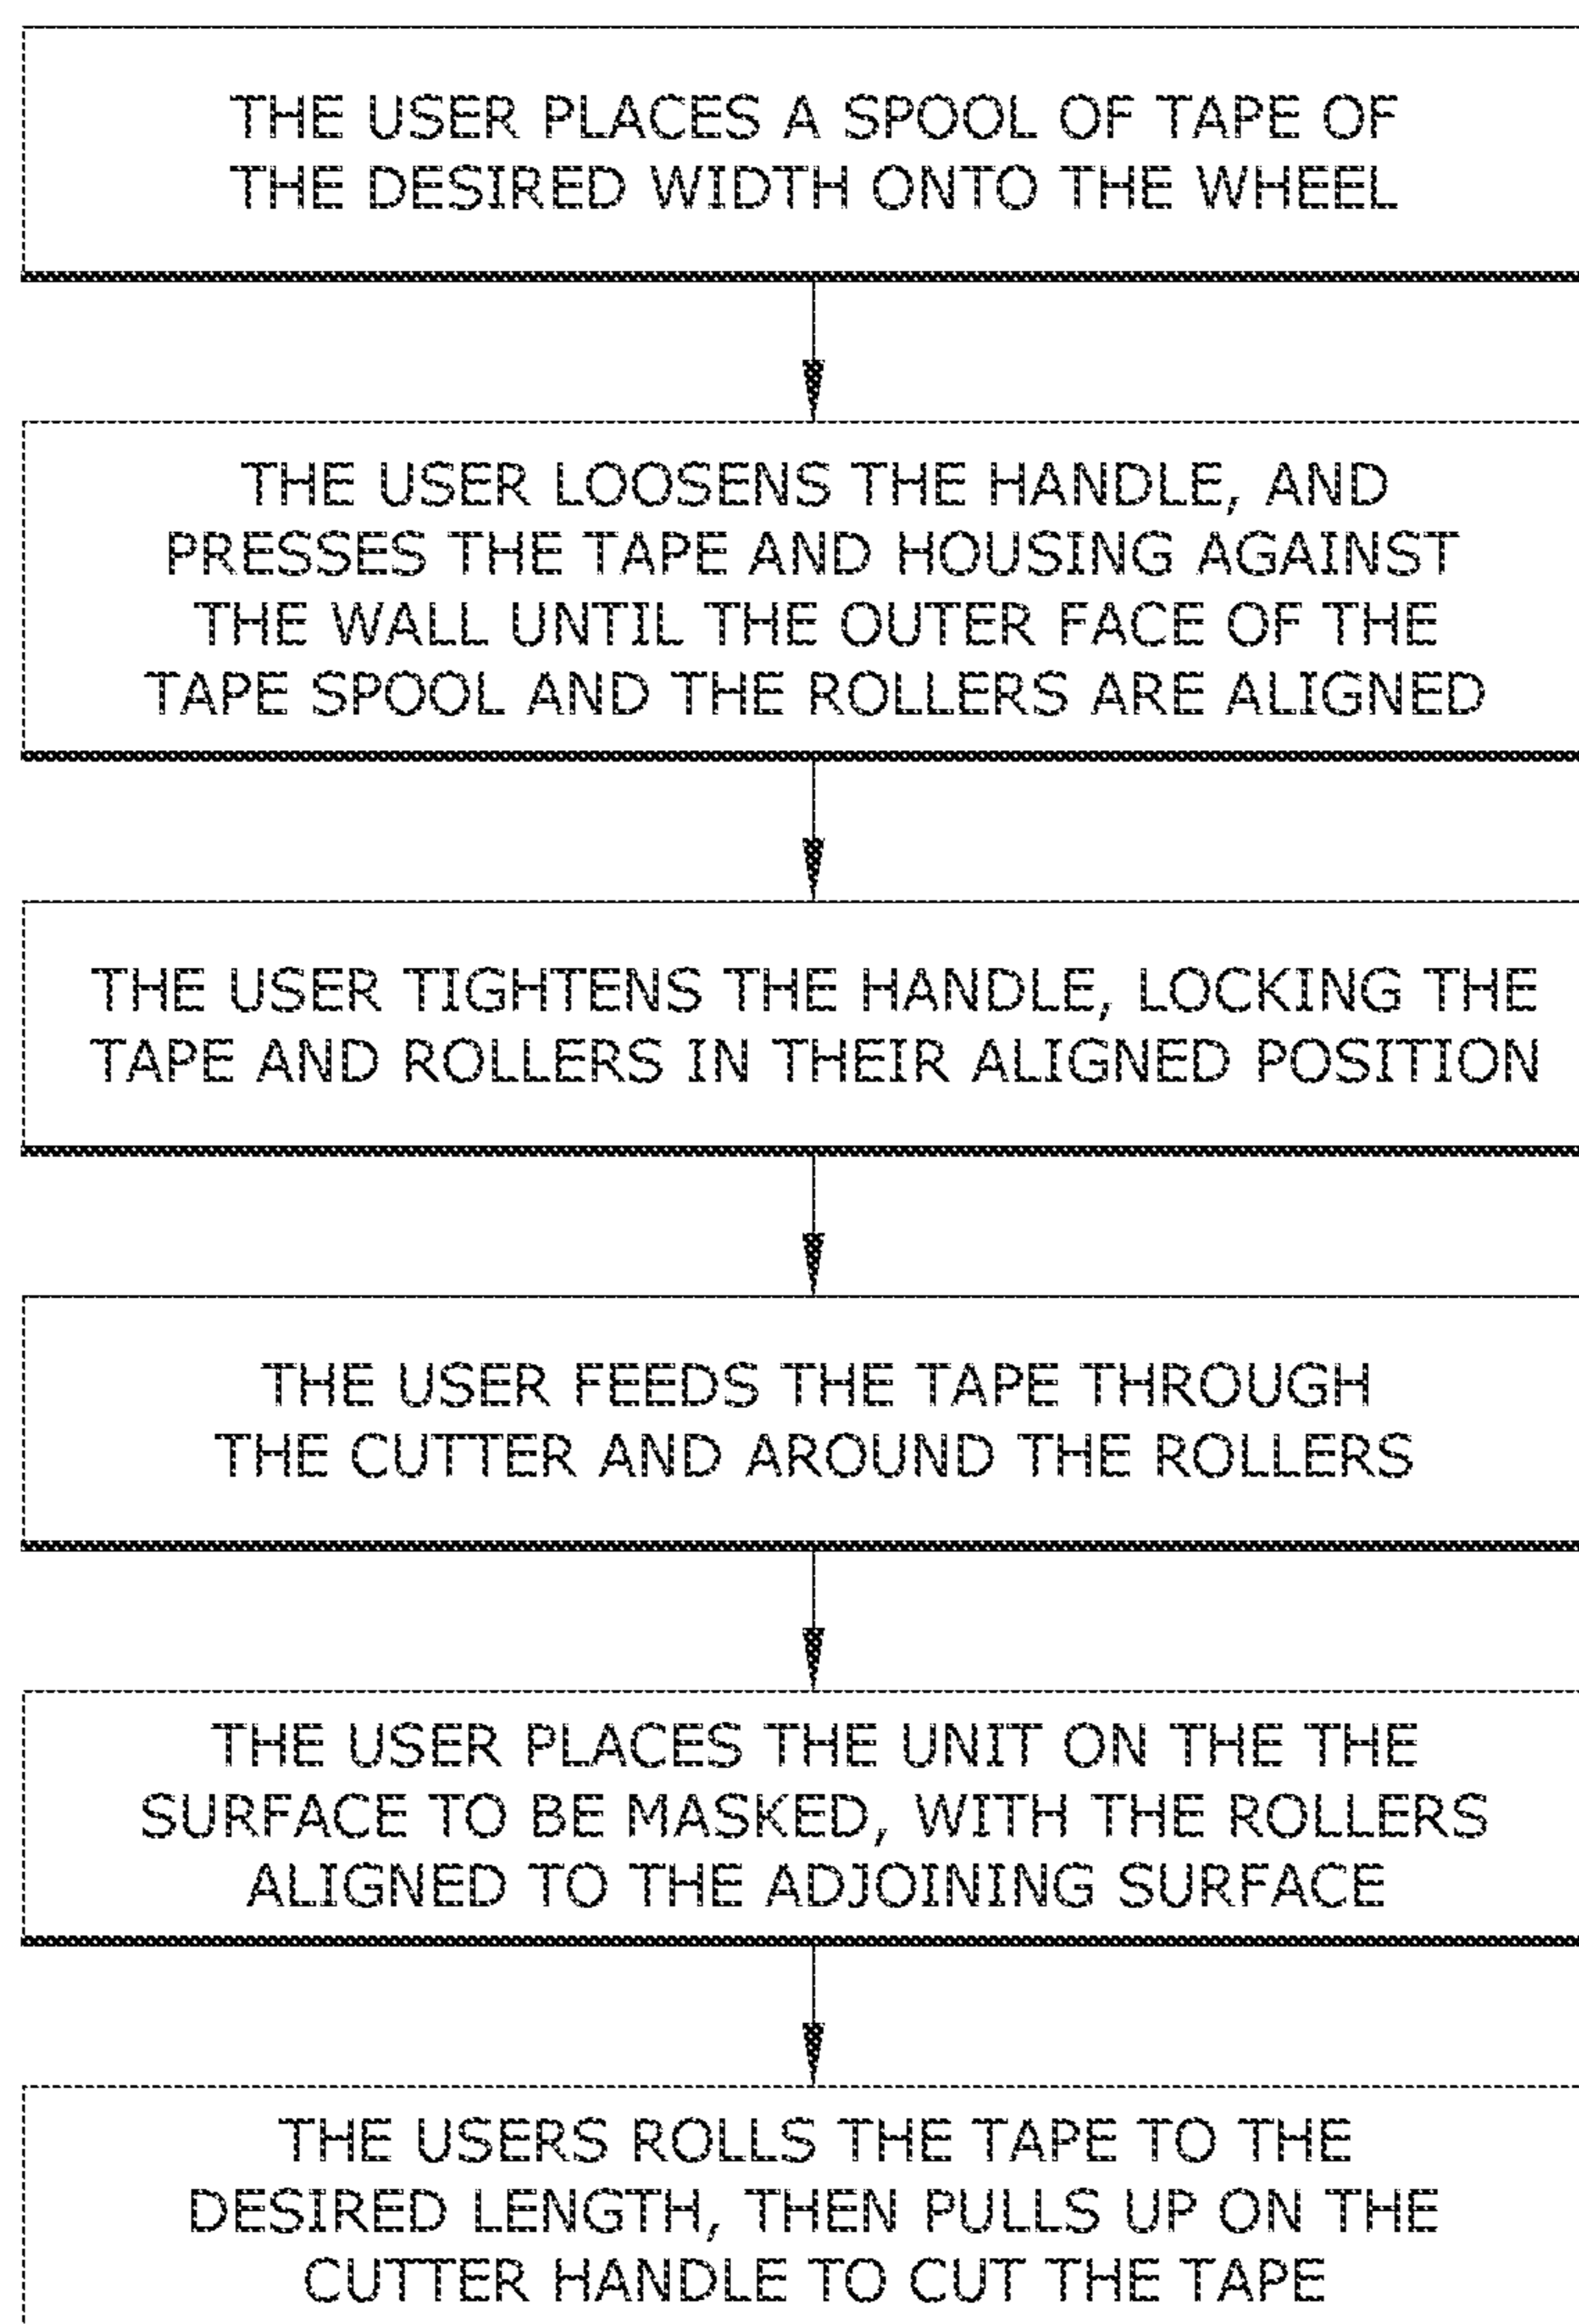 THE USER PLACES A SPOOL OF TAPE OF
THE DESIRED WIDTH ONTO THE WHEEL
THE USER LOOSENS THE HANDLE, AND
PRESSES THE TAPE AND HOUSING AGAINST
THE WALL UNTIL THE OUTER FACE OF THE
TAPE SPOOL AND THE ROLLERS ARE ALIGNED
THE USER TIGHTENS THE HANDLE, LOCKING THE
TAPE AND ROLLERS IN THEIR ALIGNED POSITION
THE USER FEEDS THE TAPE THROUGH
THE CUTTER AND AROUND THE ROLLERS
THE USER PLACES THE UNIT ON THE THE
SURFACE TO BE MASKED, WITH THE ROLLERS
ALIGNED TO THE ADJOINING SURFACE
THE USERS ROLLS THE TAPE TO THE
DESIRED LENGTH, THEN PULLS UP ON THE
CUTTER HANDLE TO CUT THE TAPE